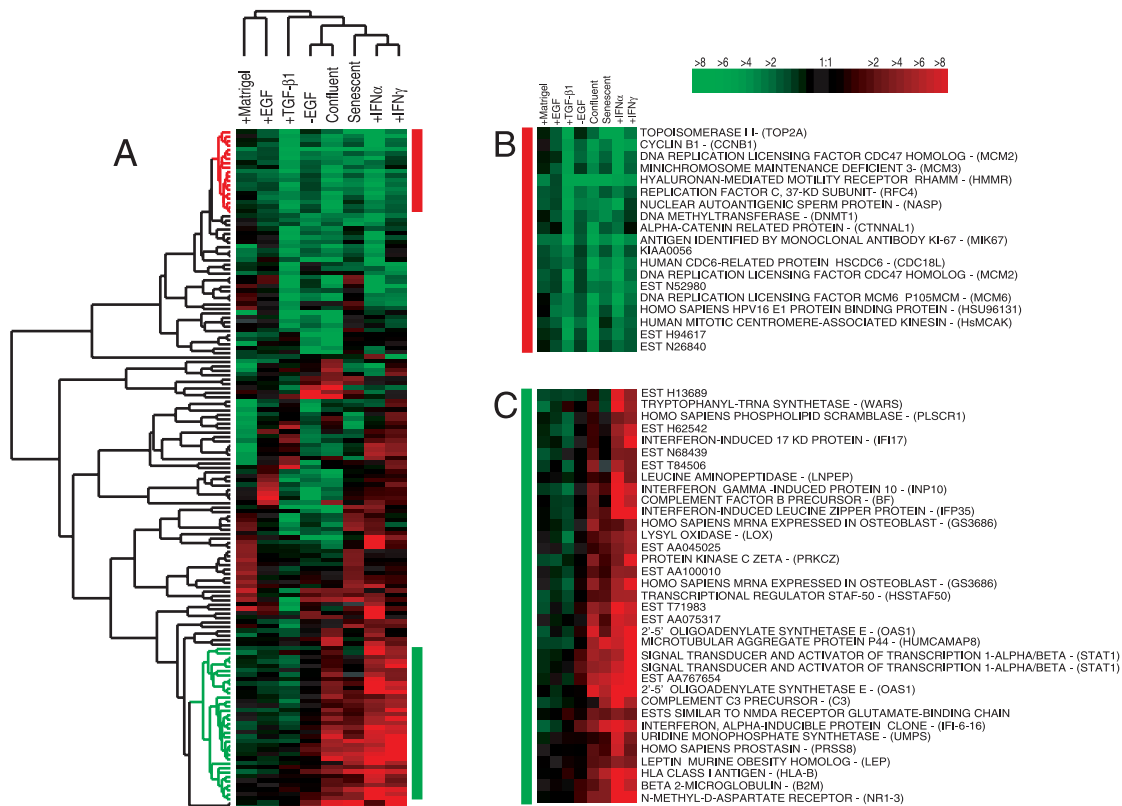 >8 >6 >4 >2 1:1 >2 >4 >6 >8
A
+Matrigel
+EGF
+TGF-β1
-EGF
Confluent
Senescent
+IFNα
+IFNγ
B
+Matrigel
+EGF
+TGF-β1
-EGF
Confluent
Senescent
+IFNα
+IFNγ
TOPOISOMERASE I I- (TOP2A)
CYCLIN B1 - (CCNB1)
DNA REPLICATION LICENSING FACTOR CDC47 HOMOLOG - (MCM2)
MINICHROMOSOME MAINTENANCE DEFICIENT 3- (MCM3)
HYALURONAN-MEDIATED MOTILITY RECEPTOR RHAMM - (HMMR)
REPLICATION FACTOR C, 37-KD SUBUNIT- (RFC4)
NUCLEAR AUTOANTIGENIC SPERM PROTEIN - (NASP)
DNA METHYLTRANSFERASE - (DNMT1)
ALPHA-CATENIN RELATED PROTEIN - (CTNNAL1)
ANTIGEN IDENTIFIED BY MONOCLONAL ANTIBODY KI-67 - (MIK67)
KIAA0056
HUMAN CDC6-RELATED PROTEIN HSCDC6 - (CDC18L)
DNA REPLICATION LICENSING FACTOR CDC47 HOMOLOG - (MCM2)
EST N52980
DNA REPLICATION LICENSING FACTOR MCM6 P105MCM - (MCM6)
HOMO SAPIENS HPV16 E1 PROTEIN BINDING PROTEIN - (HSU96131)
HUMAN MITOTIC CENTROMERE-ASSOCIATED KINESIN - (HsMCAK)
EST H94617
EST N26840
C
EST H13689
TRYPTOPHANYL-TRNA SYNTHETASE - (WARS)
HOMO SAPIENS PHOSPHOLIPID SCRAMBLASE - (PLSCR1)
EST H62542
INTERFERON-INDUCED 17 KD PROTEIN - (IFI17)
EST N68439
EST T84506
LEUCINE AMINOPEPTIDASE - (LNPEP)
INTERFERON GAMMA -INDUCED PROTEIN 10 - (INP10)
COMPLEMENT FACTOR B PRECURSOR - (BF)
INTERFERON-INDUCED LEUCINE ZIPPER PROTEIN - (IFP35)
HOMO SAPIENS MRNA EXPRESSED IN OSTEOBLAST - (GS3686)
LYSYL OXIDASE - (LOX)
EST AA045025
PROTEIN KINASE C ZETA - (PRKCZ)
EST AA100010
HOMO SAPIENS MRNA EXPRESSED IN OSTEOBLAST - (GS3686)
TRANSCRIPTIONAL REGULATOR STAF-50 - (HSSTAF50)
EST T71983
EST AA075317
2'-5' OLIGOADENYLATE SYNTHETASE E - (OAS1)
MICROTUBULAR AGGREGATE PROTEIN P44 - (HUMCAMAP8)
SIGNAL TRANSDUCER AND ACTIVATOR OF TRANSCRIPTION 1-ALPHA/BETA - (STAT1)
SIGNAL TRANSDUCER AND ACTIVATOR OF TRANSCRIPTION 1-ALPHA/BETA - (STAT1)
EST AA767654
2'-5' OLIGOADENYLATE SYNTHETASE E - (OAS1)
COMPLEMENT C3 PRECURSOR - (C3)
ESTS SIMILAR TO NMDA RECEPTOR GLUTAMATE-BINDING CHAIN
INTERFERON, ALPHA-INDUCIBLE PROTEIN CLONE - (IFI-6-16)
URIDINE MONOPHOSPHATE SYNTHETASE - (UMPS)
HOMO SAPIENS PROSTASIN - (PRSS8)
LEPTIN MURINE OBESITY HOMOLOG - (LEP)
HLA CLASS I ANTIGEN - (HLA-B)
BETA 2-MICROGLOBULIN - (B2M)
N-METHYL-D-ASPARTATE RECEPTOR - (NR1-3)